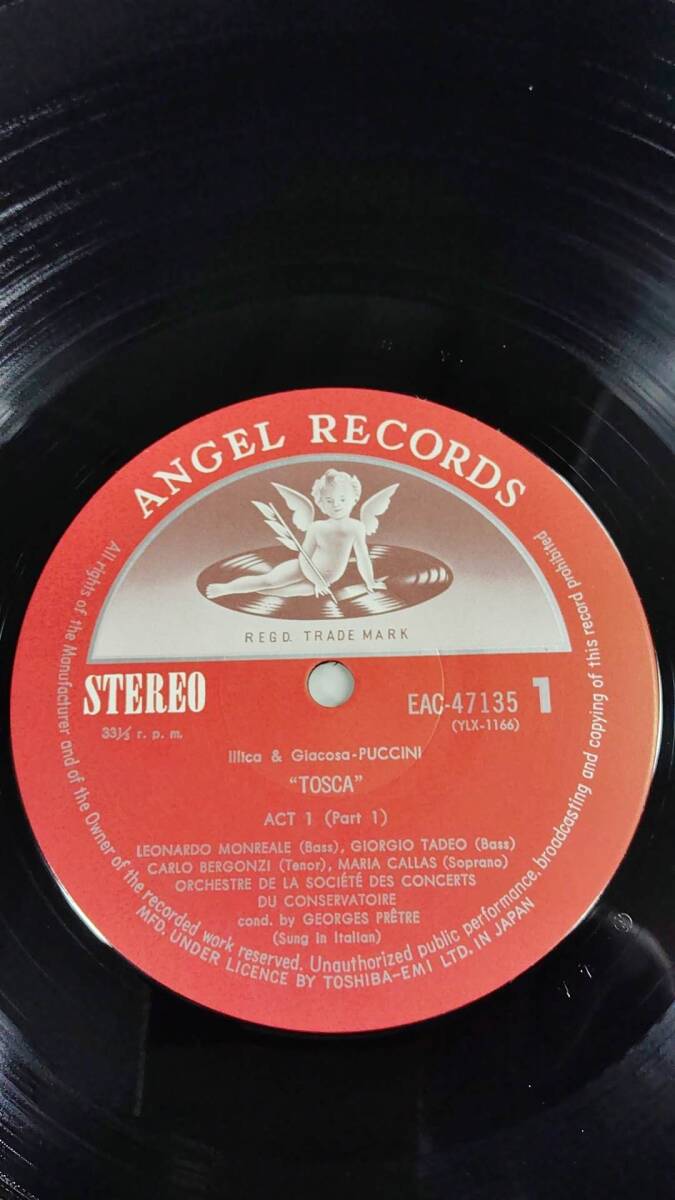 ANGEL RECORDS
REGD. TRADE MARK
STEREO
33⅓ r. p. m.
EAC-47135 1
(YLX-1166)
Illica & Giacosa-PUCCINI
"TOSCA"
ACT 1 (Part 1)
LEONARDO MONREALE (Bass), GIORGIO TADEO (Bass)
CARLO BERGONZI (Tenor), MARIA CALLAS (Soprano)
ORCHESTRE DE LA SOCIÉTÉ DES CONCERTS
DU CONSERVATOIRE
cond. by GEORGES PRÊTRE
(Sung in Italian)
All rights of the Manufacturer and of the Owner of the recorded work reserved. Unauthorized public performance, broadcasting and copying of this record prohibited
MFD. UNDER LICENCE BY TOSHIBA-EMI LTD. IN JAPAN